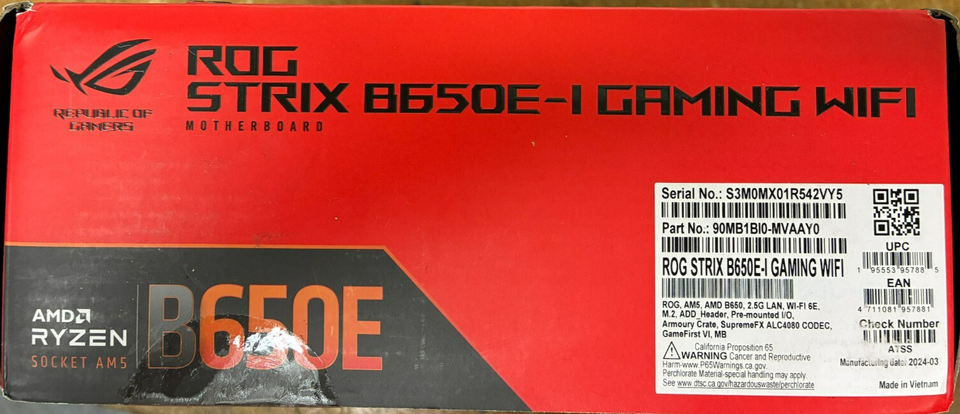 ROG
STRIX B650E-I GAMING WIFI
MOTHERBOARD
REPUBLIC OF
GAMERS
Serial No.: S3M0MX01R542VY5
Part No.: 90MB1BI0-MVAAY0
ROG STRIX B650E-I GAMING WIFI
ROG, AM5, AMD B650, 2.5G LAN, WI-FI 6E,
M.2, ADD_Header, Pre-mounted I/O,
Armoury Crate, SupremeFX ALC4080 CODEC,
GameFirst VI, MB
California Proposition 65
WARNING Cancer and Reproductive
Harm-www.P65Warnings.ca.gov.
Perchlorate Material-special handling may apply.
See www.dtsc.ca.gov/hazardouswaste/perchlorate
UPC
1 95553 95788 5
EAN
4 711081 957881
Check Number
ATSS
Manufacturing date: 2024-03
Made in Vietnam
AMD
RYZEN
SOCKET AM5
B650E